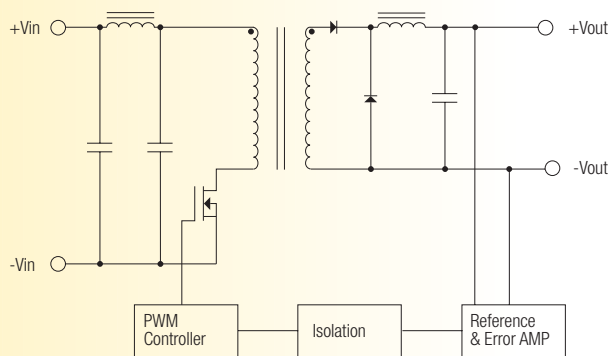 +Vin
+Vout
-Vout
-Vin
PWM
Controller
Isolation
Reference
& Error AMP